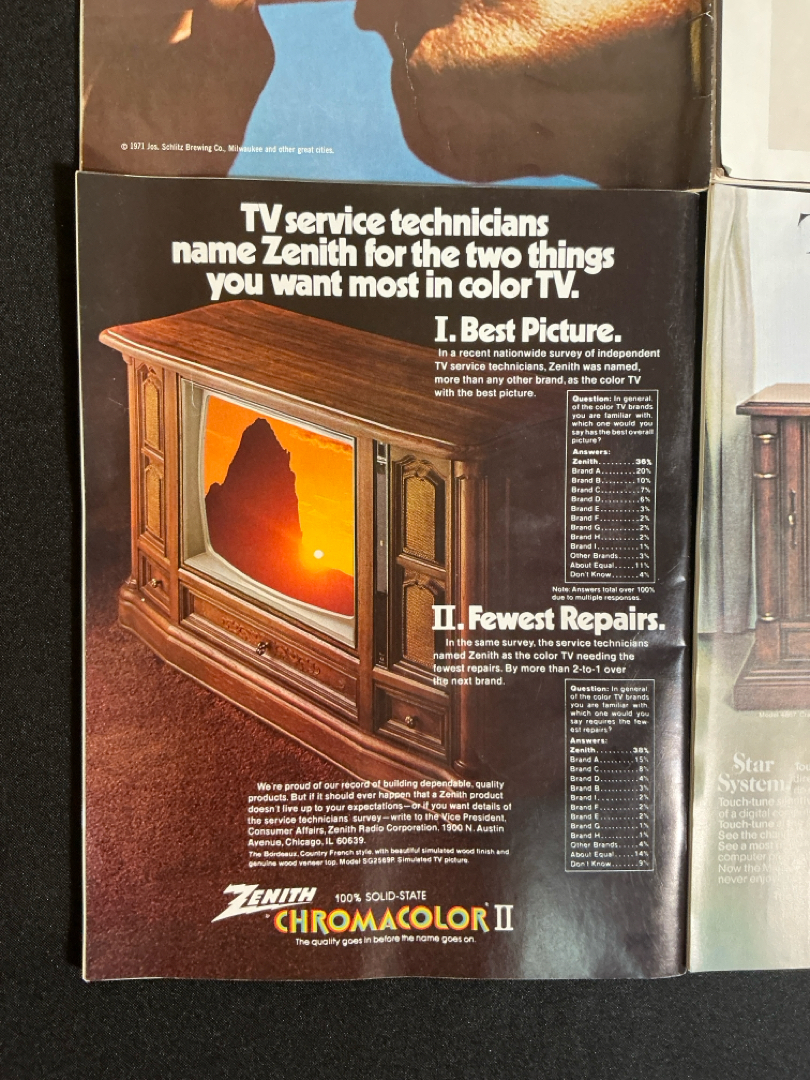 © 1971 Jos. Schlitz Brewing Co., Milwaukee and other great cities.
TV service technicians
name Zenith for the two things
you want most in color TV.
I. Best Picture.
In a recent nationwide survey of independent
TV service technicians, Zenith was named,
more than any other brand, as the color TV
with the best picture.
Question: In general,
of the color TV brands
you are familiar with,
which one would you
say has the best overall
picture?
Answers:
Zenith.........36%
Brand A.........20%
Brand B.........10%
Brand C.........7%
Brand D.........6%
Brand E.........3%
Brand F.........2%
Brand G.........2%
Brand H.........2%
Brand I.........1%
Other Brands....3%
About Equal.....11%
Don't Know......4%
Note: Answers total over 100%
due to multiple responses.
II. Fewest Repairs.
In the same survey, the service technicians
named Zenith as the color TV needing the
fewest repairs. By more than 2-to-1 over
the next brand.
Question: In general
of the color TV brands
you are familiar with
which one would you
say requires the few-
est repairs?
Answers:
Zenith.........38%
Brand A.........15%
Brand C.........8%
Brand D.........4%
Brand B.........3%
Brand I.........2%
Brand F.........2%
Brand E.........2%
Brand G.........1%
Brand H.........1%
Other Brands....4%
About Equal.....14%
Don't Know......9%
We're proud of our record of building dependable, quality
products. But if it should ever happen that a Zenith product
doesn't live up to your expectations—or if you want details of
the service technicians survey—write to the Vice President,
Consumer Affairs, Zenith Radio Corporation, 1900 N. Austin
Avenue, Chicago, IL 60639.
The Bordeaux, Country French style, with beautiful simulated wood finish and
genuine wood veneer top. Model SG2569P. Simulated TV picture.
ZENITH 100% SOLID-STATE
CHROMACOLOR II
The quality goes in before the name goes on.
Star
System
Touch-tune
of a digital
Touch-tune
See the
See a most
computer
Now the
never enjoy